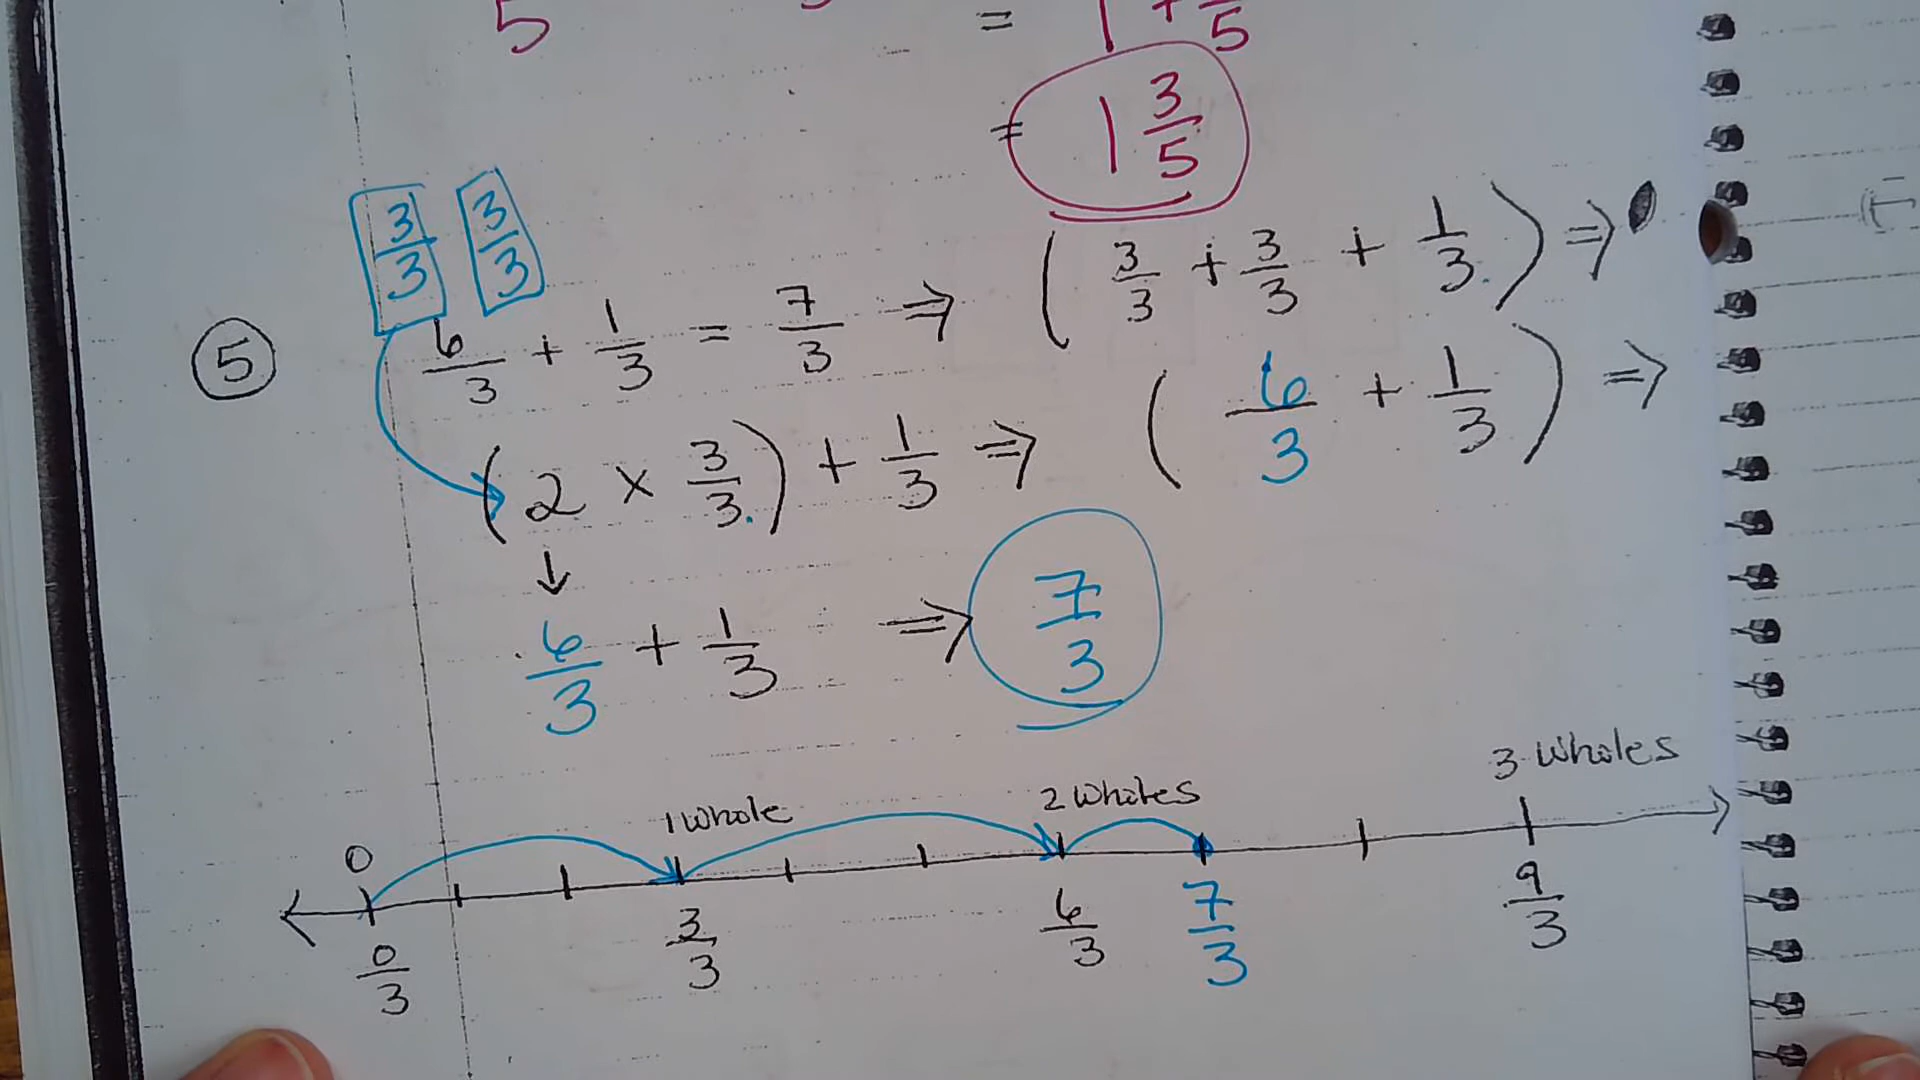 5 = 1 + /5
= 1 3/5
3/3 3/3
(5) 6/3 + 1/3 = 7/3 ⇒ ( 3/3 + 3/3 + 1/3 ) ⇒
( 2 × 3/3 ) + 1/3 ⇒ ( 6/3 + 1/3 ) ⇒
↓
6/3 + 1/3 ⇒ 7/3
0 1 whole 2 wholes 3 wholes
0/3 3/3 6/3 7/3 9/3